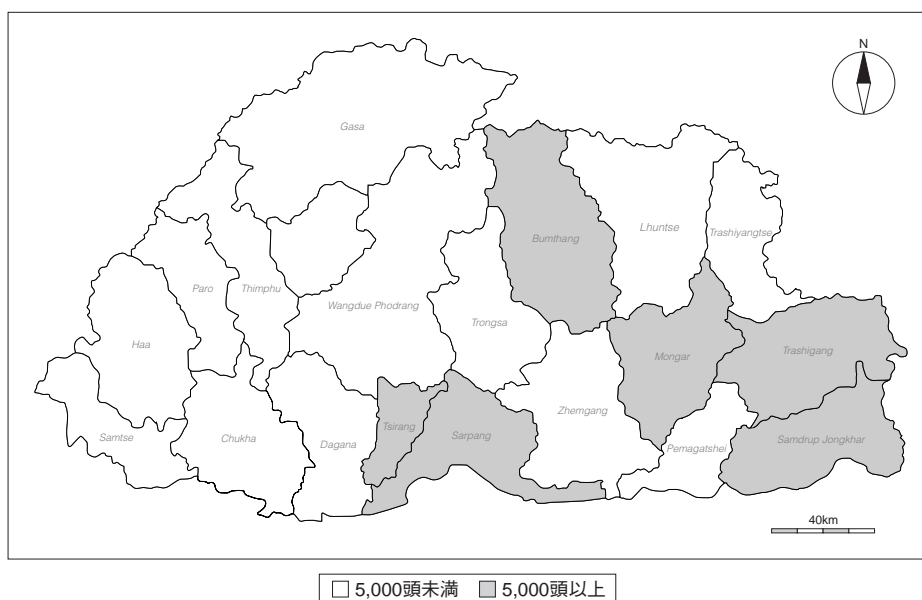 N
Gasa
Bumthang
Lhuntse
Trashiyangtse
Paro
Thimphu
Wangdue Phodrang
Trongsa
Haa
Mongar
Trashigang
Samtse
Chukha
Dagana
Tsirang
Sarpang
Zhemgang
Pemagatshei
Samdrup Jongkhar
40km
5,000頭未満 5,000頭以上